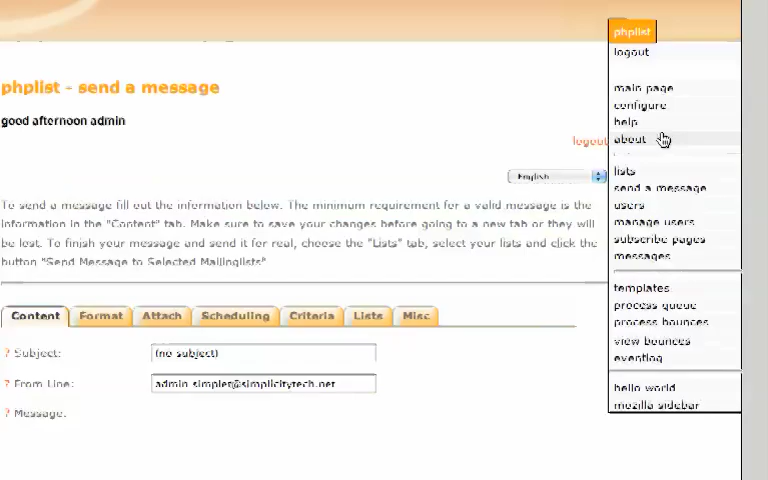 phplist
logout
main page
configure
help
about
lists
send a message
users
manage users
subscribe pages
messages
templates
process queue
process bounces
view bounces
eventlog
hello world
mozilla sidebar
phplist - send a message
good afternoon admin
logout
English
To send a message fill out the information below. The minimum requirement for a valid message is the
information in the "Content" tab. Make sure to save your changes before going to a new tab or they will
be lost. To finish your message and send it for real, choose the "Lists" tab, select your lists and click the
button "Send Message to Selected Mailinglists"
Content Format Attach Scheduling Criteria Lists Misc
? Subject: (no subject)
? From Line: admin simplet@simplicitytech.net
? Message: